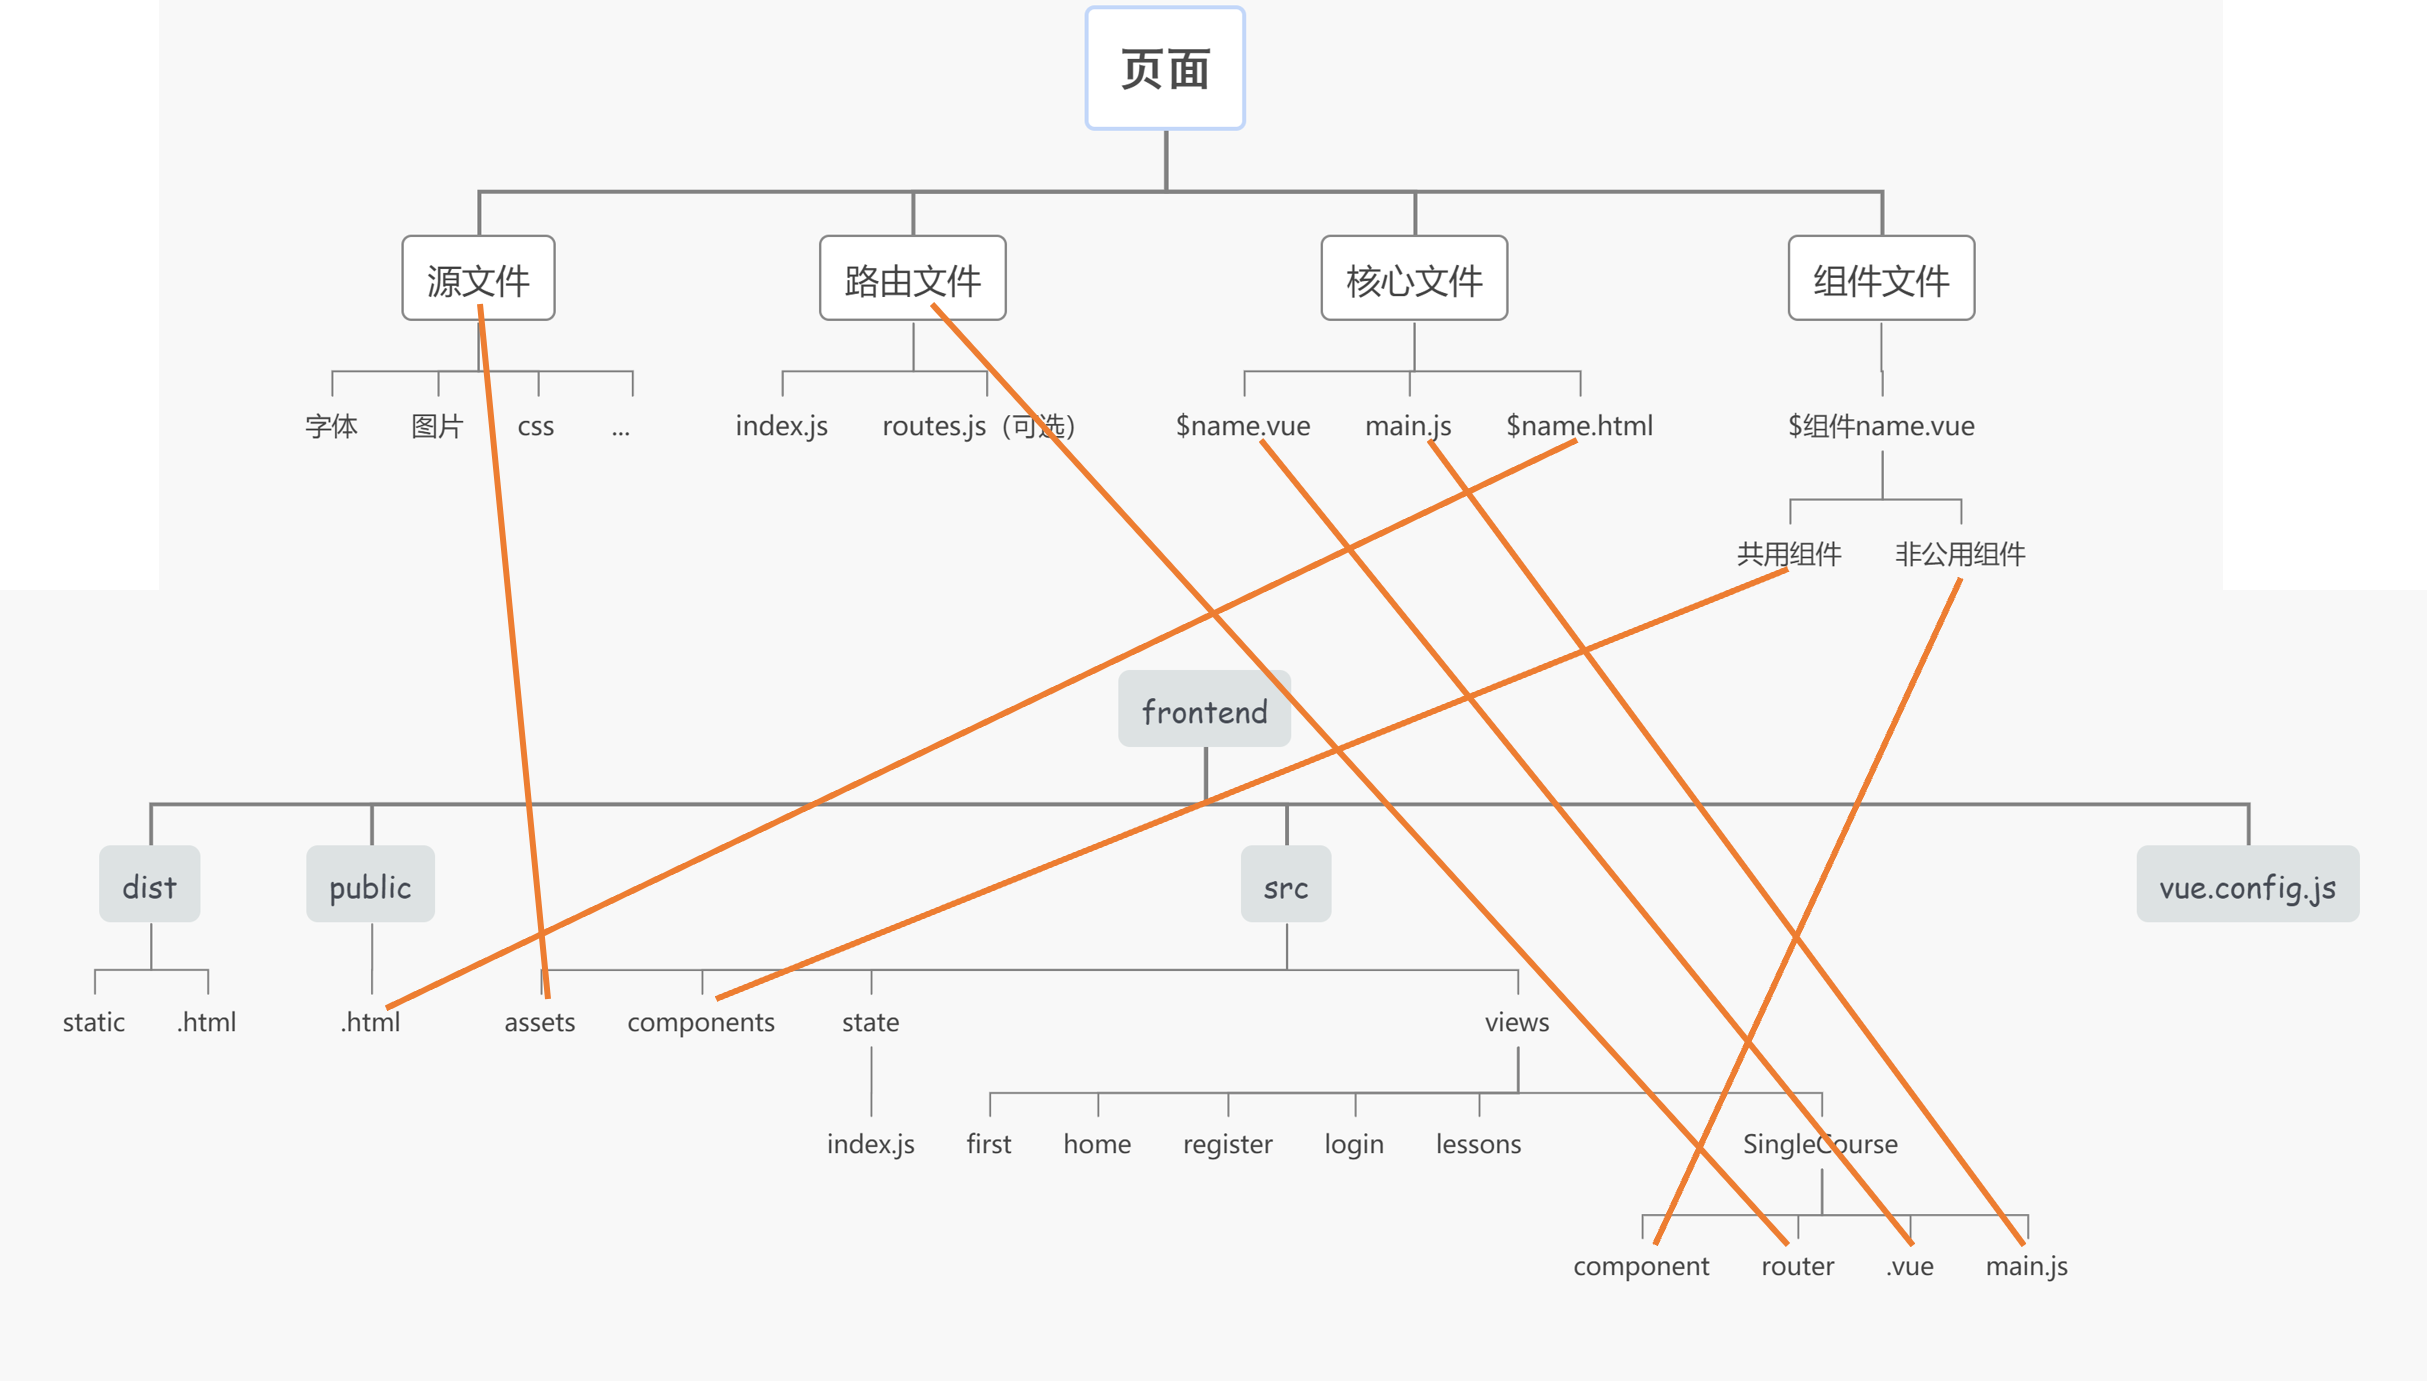 页面
源文件
路由文件
核心文件
组件文件
字体
图片
css
...
index.js
routes.js（可选）
$name.vue
main.js
$name.html
$组件name.vue
共用组件
非公用组件
frontend
dist
public
src
vue.config.js
static
.html
.html
assets
components
state
views
index.js
first
home
register
login
lessons
SingleCourse
component
router
.vue
main.js